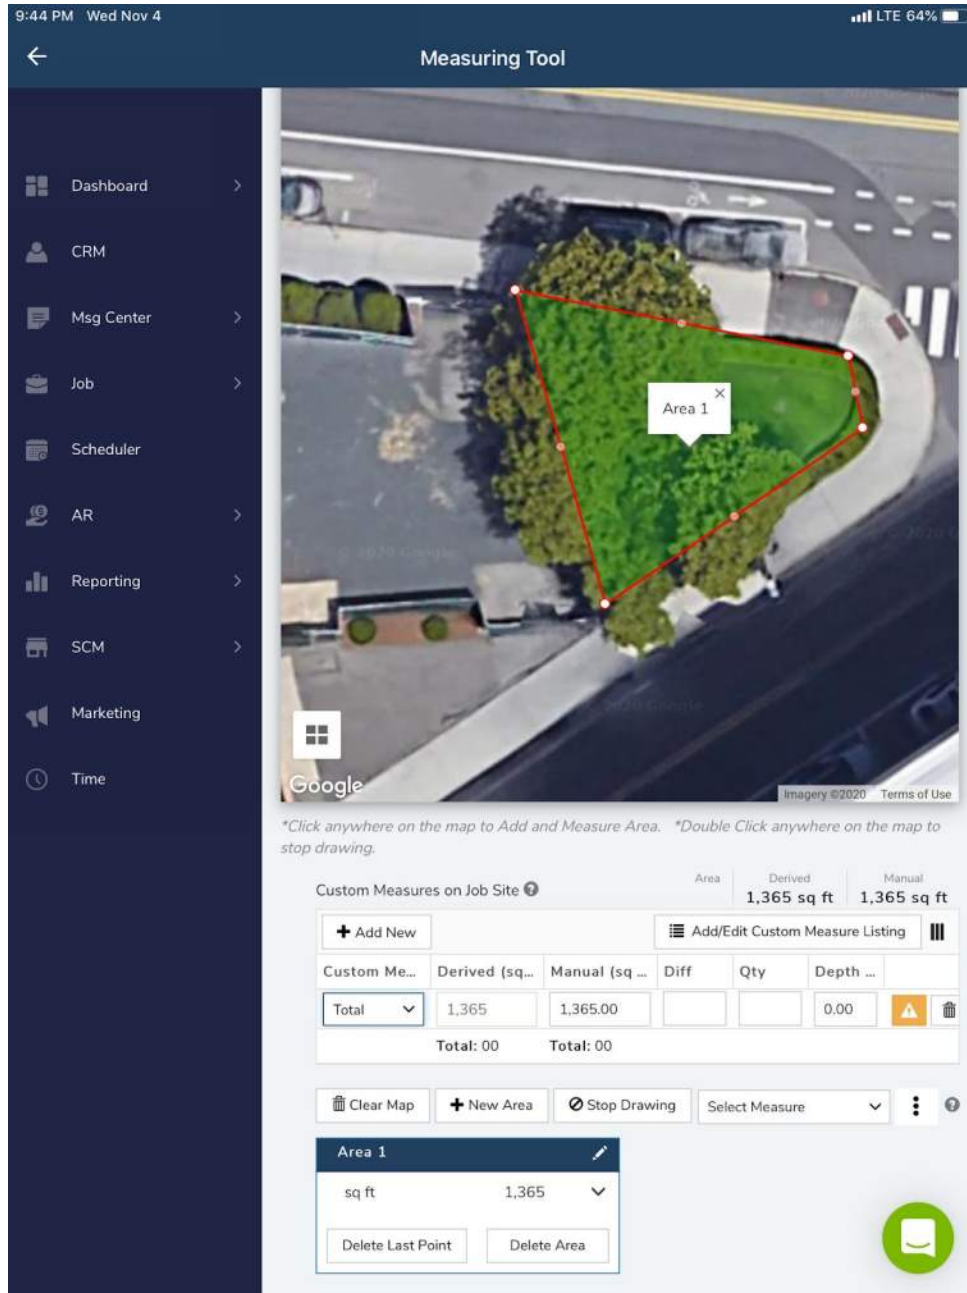 9:44 PM Wed Nov 4 LTE 64%
Measuring Tool
Dashboard
CRM
Msg Center
Job
Scheduler
AR
Reporting
SCM
Marketing
Time
Area 1
Google
Imagery ©2020 Terms of Use
*Click anywhere on the map to Add and Measure Area. *Double Click anywhere on the map to
stop drawing.
Area Derived Manual
Custom Measures on Job Site 1,365 sq ft 1,365 sq ft
Add New Add/Edit Custom Measure Listing
Custom Me... Derived (sq... Manual (sq ... Diff Qty Depth ...
Total 1,365 1,365.00 0.00
Total: 00 Total: 00
Clear Map New Area Stop Drawing Select Measure
Area 1
sq ft 1,365
Delete Last Point Delete Area